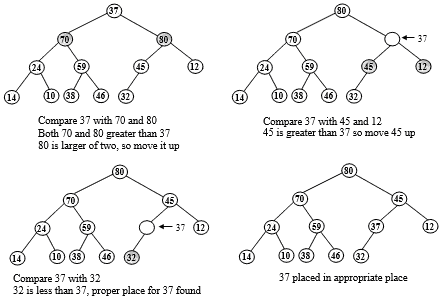 37
70 80
24 59 45 12
14 10 38 46 32
Compare 37 with 70 and 80
Both 70 and 80 greater than 37
80 is larger of two, so move it up
80
70 37
24 59 45 12
14 10 38 46 32
Compare 37 with 45 and 12
45 is greater than 37 so move 45 up
80
70 45
24 59 37 12
14 10 38 46 32
Compare 37 with 32
32 is less than 37, proper place for 37 found
80
70 45
24 59 37 12
14 10 38 46 32
37 placed in appropriate place